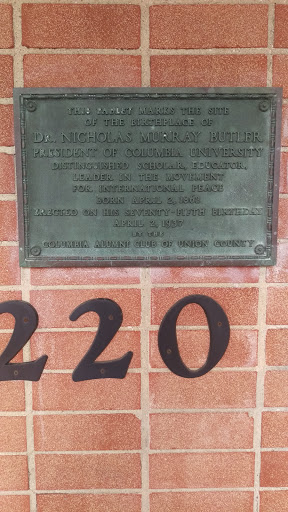 THIS TABLET MARKS THE SITE
OF THE BIRTHPLACE OF
DR. NICHOLAS MURRAY BUTLER
PRESIDENT OF COLUMBIA UNIVERSITY
DISTINGUISHED SCHOLAR, EDUCATOR,
LEADER IN THE MOVEMENT
FOR INTERNATIONAL PEACE
BORN APRIL 2, 1862
ERECTED ON HIS SEVENTY-FIFTH BIRTHDAY
APRIL 2, 1937
BY THE
COLUMBIA ALUMNI CLUB OF UNION COUNTY
220